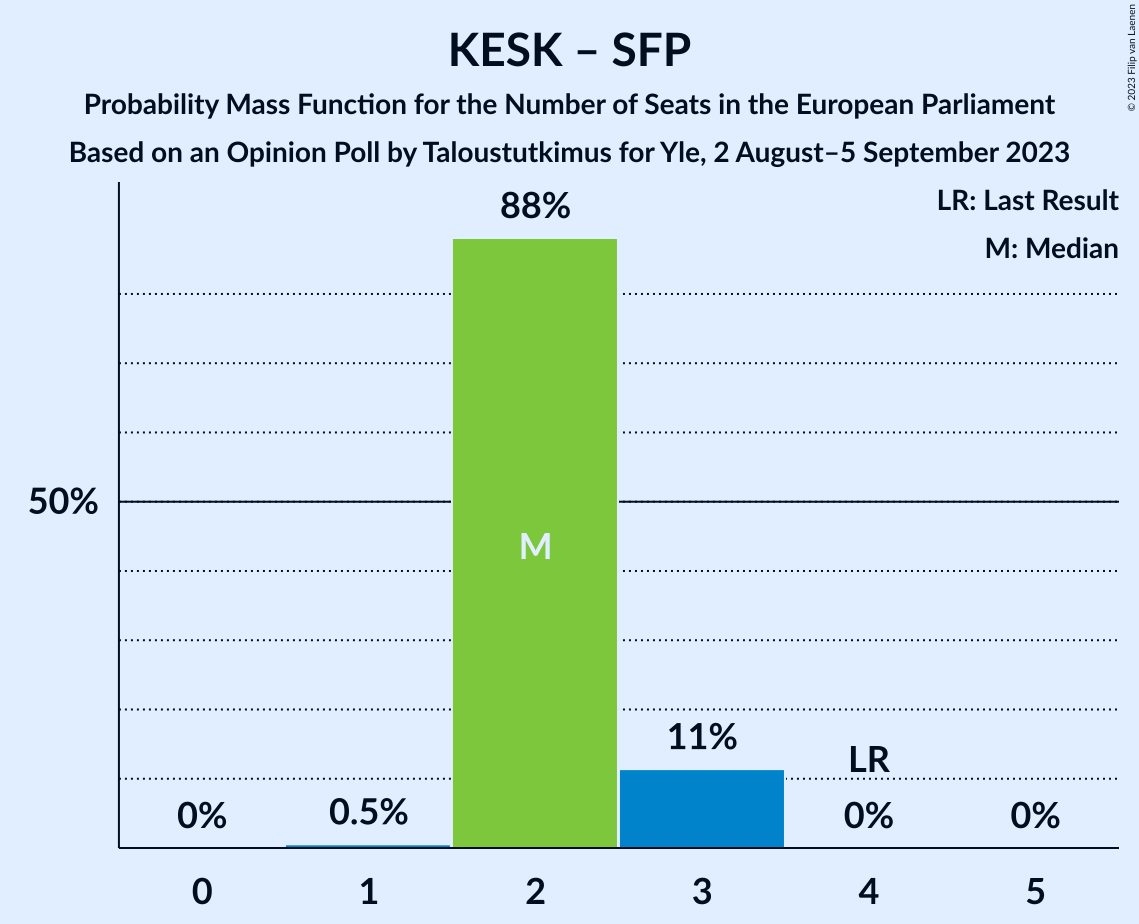 KESK – SFP
Probability Mass Function for the Number of Seats in the European Parliament
Based on an Opinion Poll by Taloustutkimus for Yle, 2 August–5 September 2023
© 2023 Filip van Laenen
LR: Last Result
M: Median
88%
50%
M
11%
LR
0%
0.5%
0%
0%
0 1 2 3 4 5